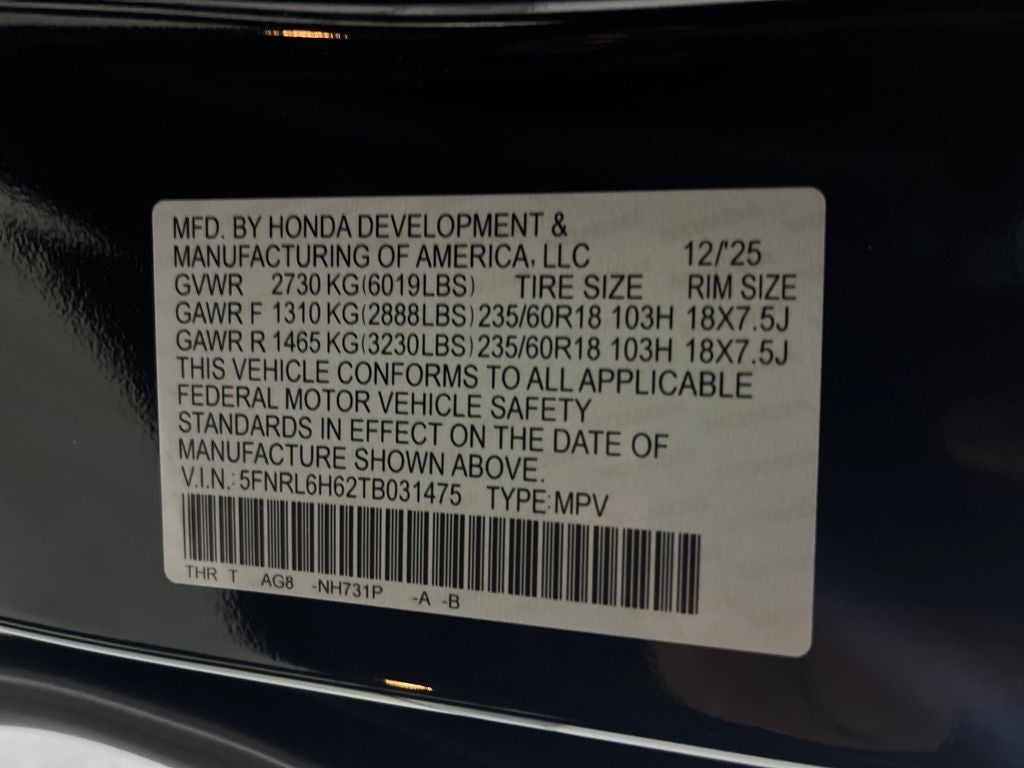 MFD. BY HONDA DEVELOPMENT &
MANUFACTURING OF AMERICA, LLC 12/'25
GVWR 2730 KG(6019LBS) TIRE SIZE RIM SIZE
GAWR F 1310 KG(2888LBS) 235/60R18 103H 18X7.5J
GAWR R 1465 KG(3230LBS) 235/60R18 103H 18X7.5J
THIS VEHICLE CONFORMS TO ALL APPLICABLE
FEDERAL MOTOR VEHICLE SAFETY
STANDARDS IN EFFECT ON THE DATE OF
MANUFACTURE SHOWN ABOVE.
V.I.N.: 5FNRL6H62TB031475 TYPE:MPV
THR T AG8 -NH731P -A -B